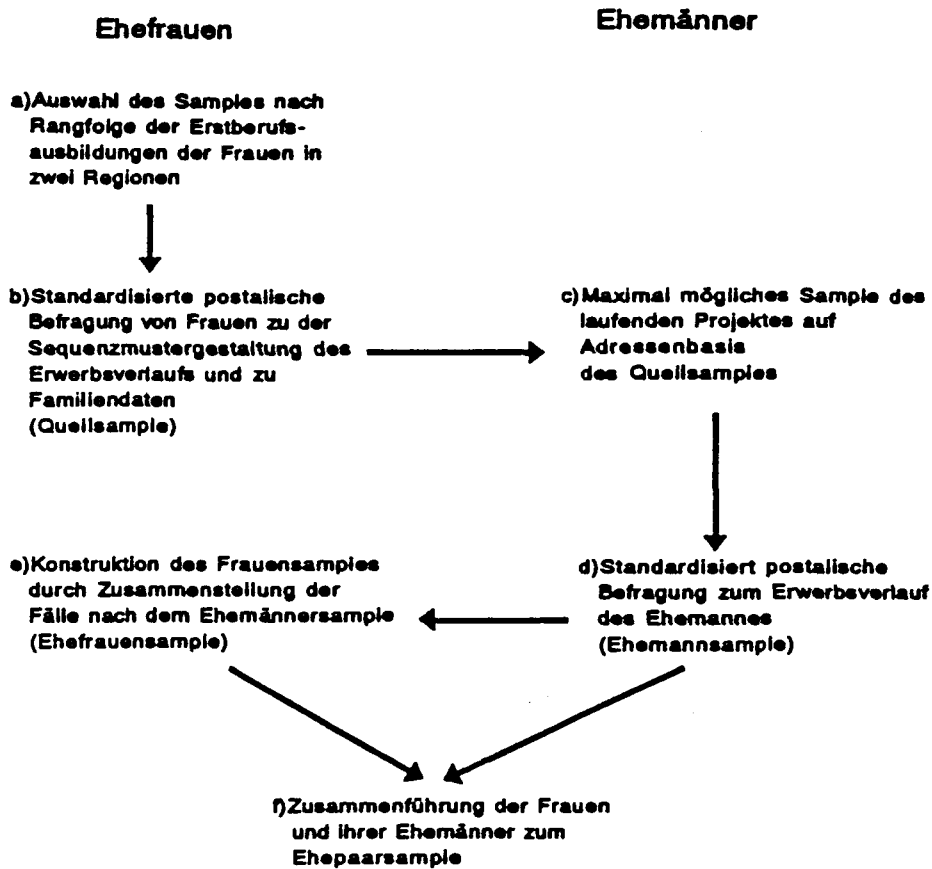 Ehefrauen
Ehemänner
a)Auswahl des Samples nach
Rangfolge der Erstberufs-
ausbildungen der Frauen in
zwei Regionen
b)Standardisierte postalische
Befragung von Frauen zu der
Sequenzmustergestaltung des
Erwerbsverlaufs und zu
Familiendaten
(Quellsample)
c)Maximal mögliches Sample des
laufenden Projektes auf
Adressenbasis
des Quellsamples
e)Konstruktion des Frauensamples
durch Zusammenstellung der
Fälle nach dem Ehemännersample
(Ehefrauensample)
d)Standardisiert postalische
Befragung zum Erwerbsverlauf
des Ehemannes
(Ehemannsample)
f)Zusammenführung der Frauen
und ihrer Ehemänner zum
Ehepaarsample